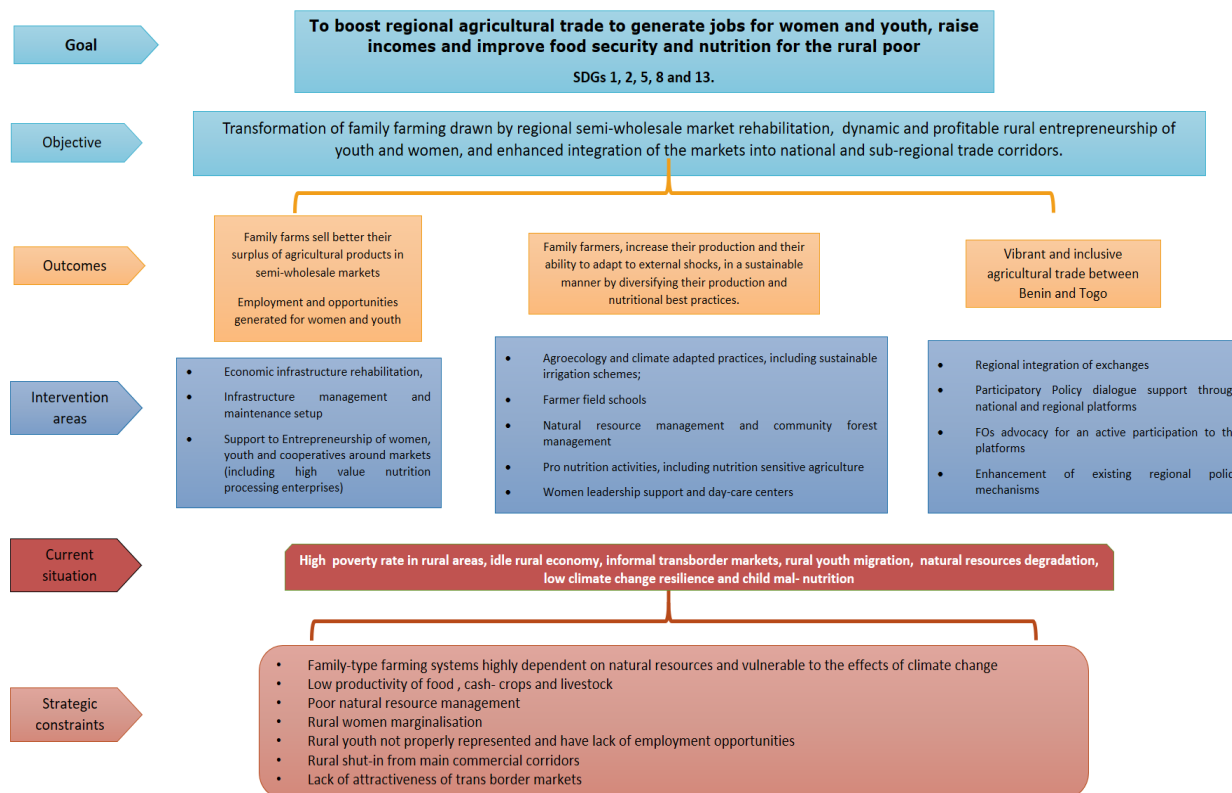 Goal
To boost regional agricultural trade to generate jobs for women and youth, raise
incomes and improve food security and nutrition for the rural poor
SDGs 1, 2, 5, 8 and 13.
Objective
Transformation of family farming drawn by regional semi-wholesale market rehabilitation, dynamic and profitable rural entrepreneurship of
youth and women, and enhanced integration of the markets into national and sub-regional trade corridors.
Outcomes
Family farms sell better their
surplus of agricultural products in
semi-wholesale markets
Employment and opportunities
generated for women and youth
Family farmers, increase their production and their
ability to adapt to external shocks, in a sustainable
manner by diversifying their production and
nutritional best practices.
Vibrant and inclusive
agricultural trade between
Benin and Togo
Intervention
areas
• Economic infrastructure rehabilitation,
• Infrastructure management and
maintenance setup
• Support to Entrepreneurship of women,
youth and cooperatives around markets
(including high value nutrition
processing enterprises)
• Agroecology and climate adapted practices, including sustainable
irrigation schemes;
• Farmer field schools
• Natural resource management and community forest
management
• Pro nutrition activities, including nutrition sensitive agriculture
• Women leadership support and day-care centers
• Regional integration of exchanges
• Participatory Policy dialogue support throug
national and regional platforms
• FOs advocacy for an active participation to th
platforms
• Enhancement of existing regional polic
mechanisms
Current
situation
High poverty rate in rural areas, idle rural economy, informal transborder markets, rural youth migration, natural resources degradation,
low climate change resilience and child mal- nutrition
Strategic
constraints
• Family-type farming systems highly dependent on natural resources and vulnerable to the effects of climate change
• Low productivity of food , cash- crops and livestock
• Poor natural resource management
• Rural women marginalisation
• Rural youth not properly represented and have lack of employment opportunities
• Rural shut-in from main commercial corridors
• Lack of attractiveness of trans border markets